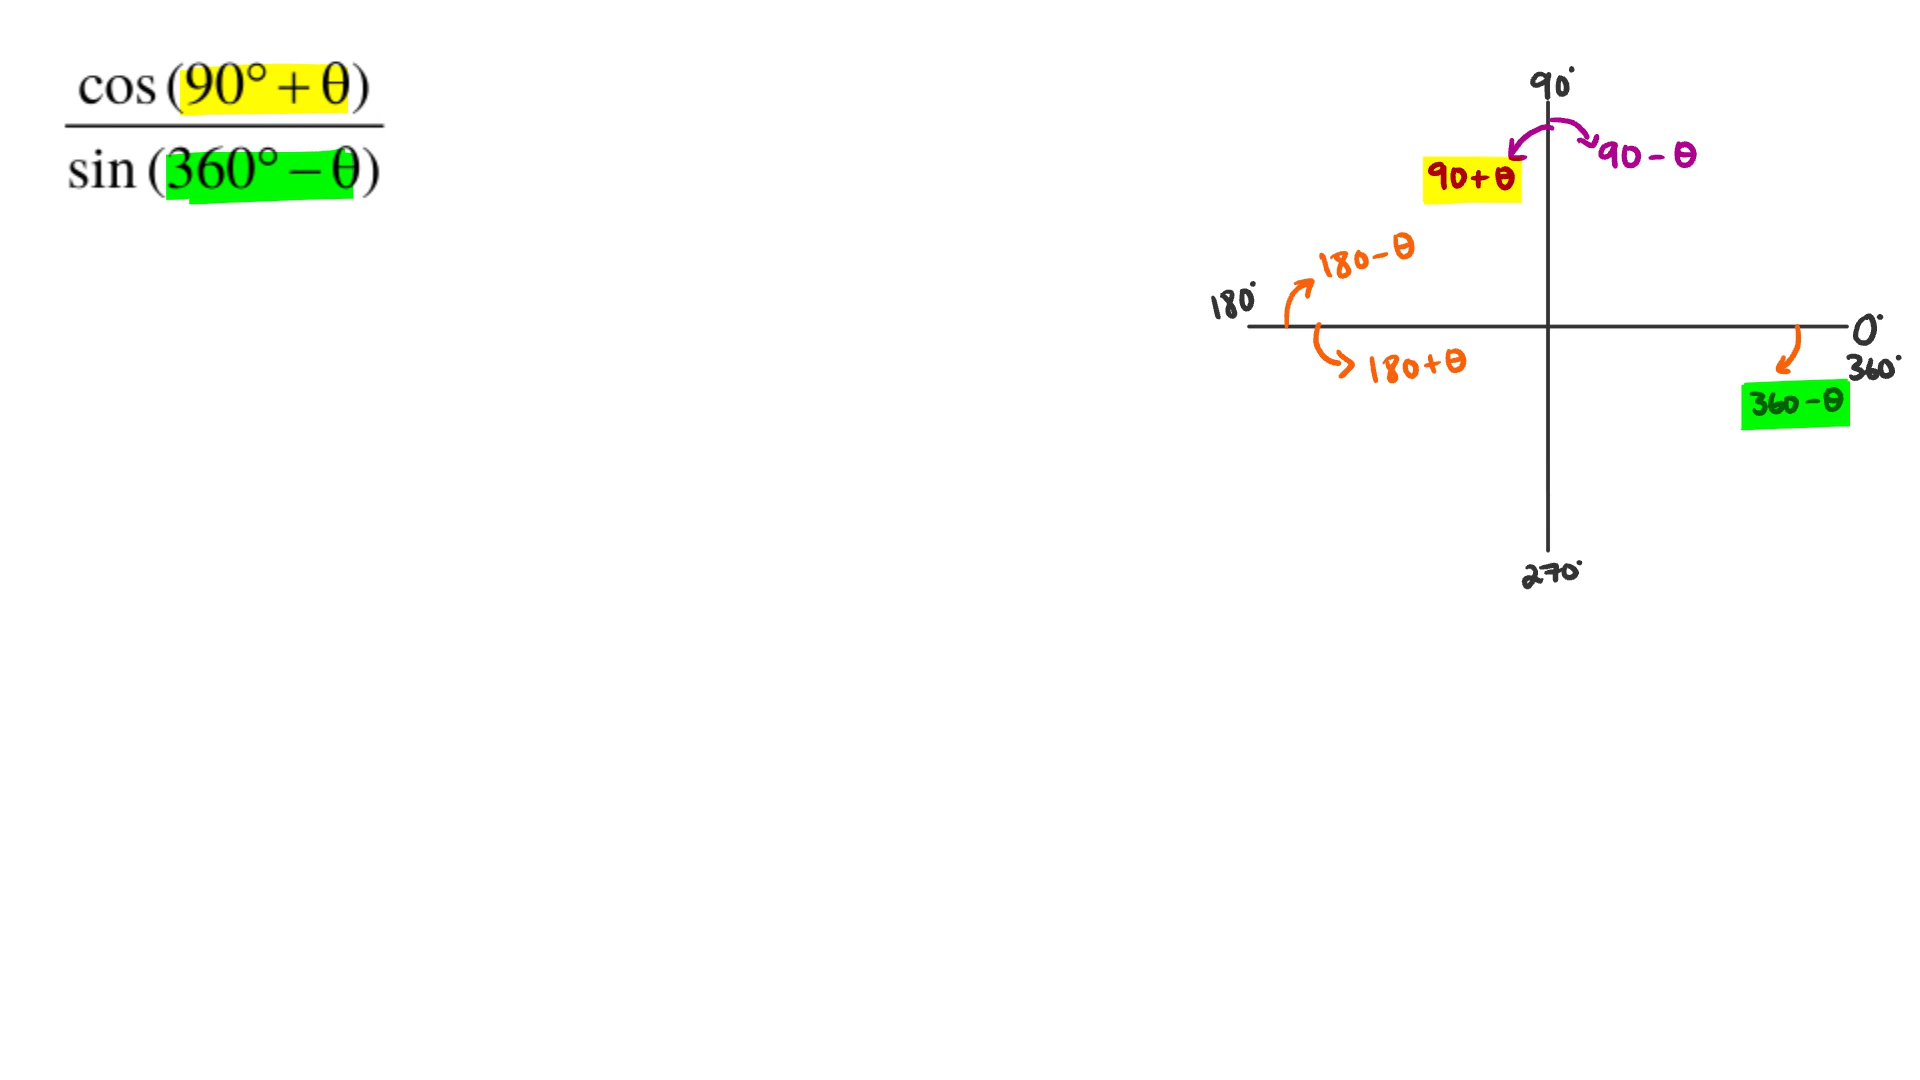 cos (90° + θ)
sin (360° − θ)
90°
90 + θ
90 − θ
180 − θ
180°
180 + θ
0°
360°
360 − θ
270°